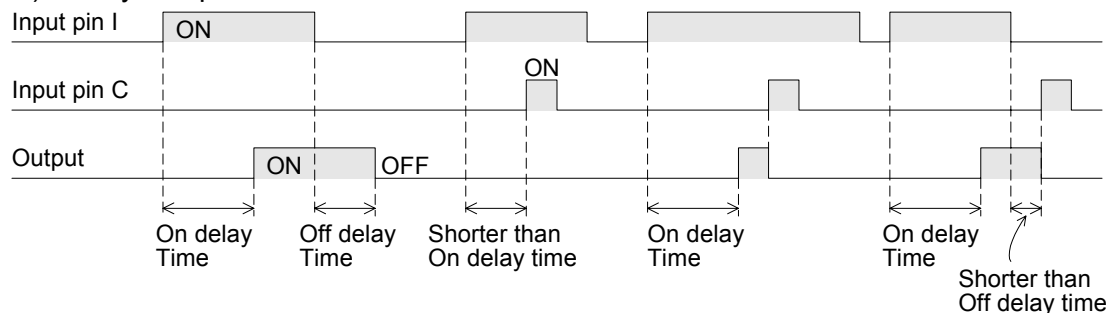 Input pin I
ON
ON
Input pin C
Output
ON
OFF
On delay
Time
Off delay
Time
Shorter than
On delay time
On delay
Time
On delay
Time
Shorter than
Off delay time